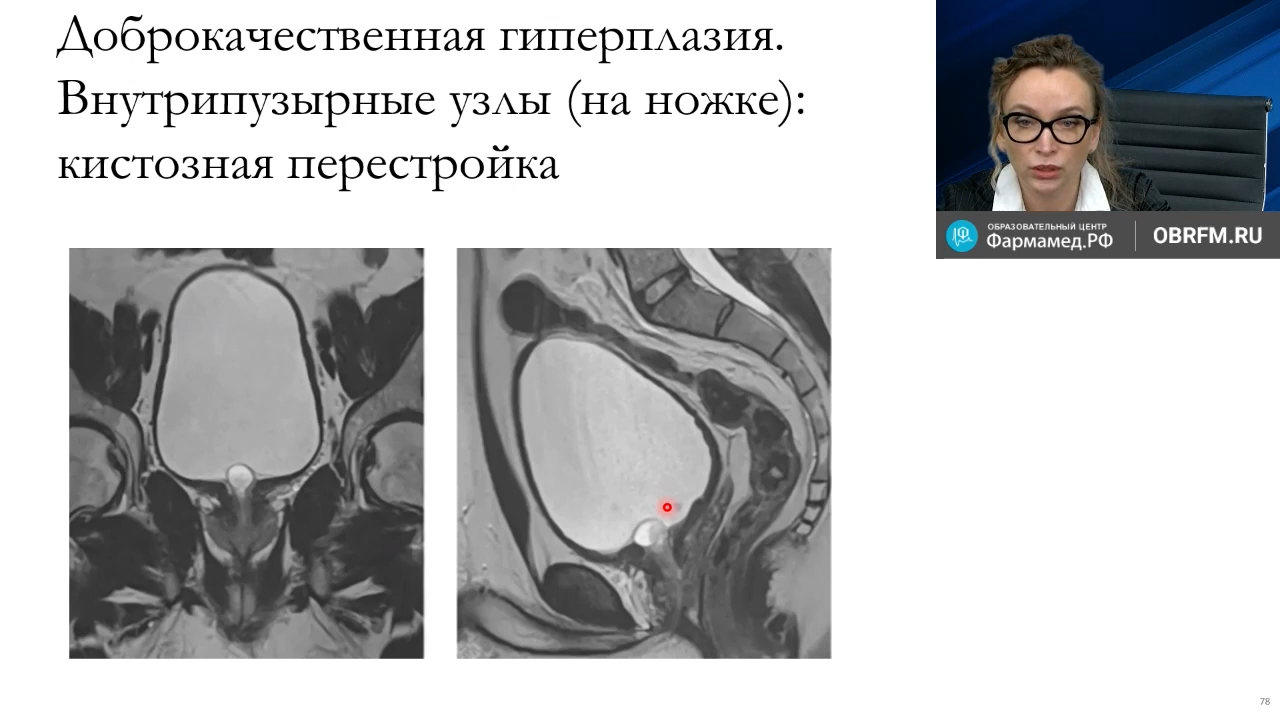 Доброкачественная гиперплазия.
Внутрипузырные узлы (на ножке):
кистозная перестройка
ОБРАЗОВАТЕЛЬНЫЙ ЦЕНТР
Фармамед.РФ
OBRFM.RU
78